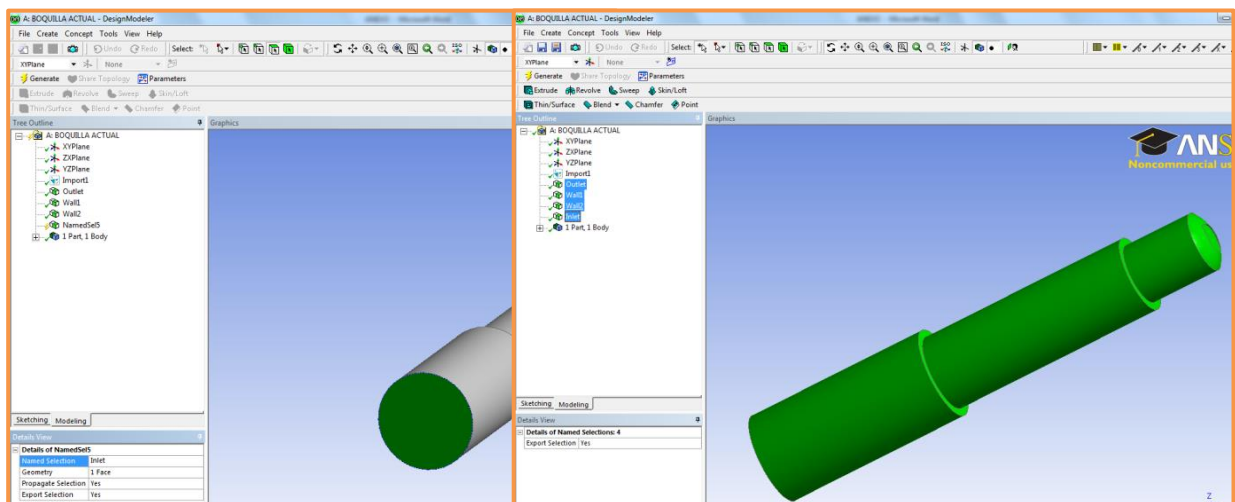 A: BOQUILLA ACTUAL - DesignModeler
File Create Concept Tools View Help
Undo Redo Select:
XYPlane None
Generate Share Topology Parameters
Extrude Revolve Sweep Skin/Loft
Thin/Surface Blend Chamfer Point
Tree Outline
A: BOQUILLA ACTUAL
XYPlane
ZXPlane
YZPlane
Import1
Outlet
Wall1
Wall2
NamedSel5
1 Part, 1 Body
Sketching Modeling
Details View
Details of NamedSel5
Named Selection Inlet
Geometry 1 Face
Propagate Selection Yes
Export Selection Yes
Graphics
A: BOQUILLA ACTUAL - DesignModeler
File Create Concept Tools View Help
Undo Redo Select:
XYPlane None
Generate Share Topology Parameters
Extrude Revolve Sweep Skin/Loft
Thin/Surface Blend Chamfer Point
Tree Outline
A: BOQUILLA ACTUAL
XYPlane
ZXPlane
YZPlane
Import1
Outlet
Wall1
Wall2
Inlet
1 Part, 1 Body
Sketching Modeling
Details View
Details of Named Selections: 4
Export Selection Yes
Graphics
ANS
Noncommercial us
Z